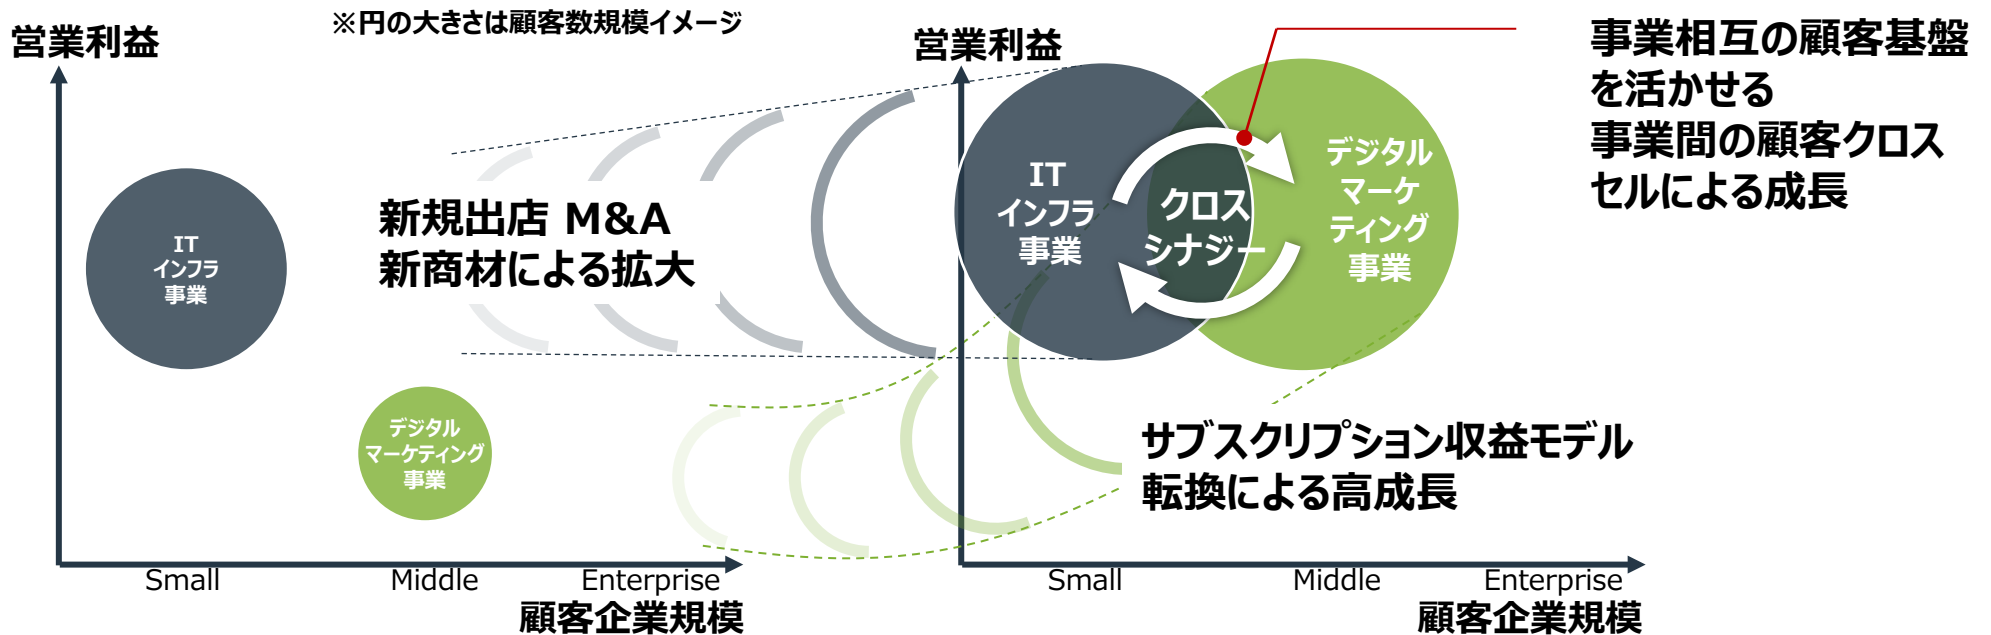 ※円の大きさは顧客数規模イメージ
営業利益
IT
インフラ
事業
デジタル
マーケティング
事業
新規出店 M&A
新商材による拡大
Small
Middle
Enterprise
顧客企業規模
営業利益
IT
インフラ
事業
クロス
シナジー
デジタル
マーケ
ティング
事業
事業相互の顧客基盤
を活かせる
事業間の顧客クロス
セルによる成長
サブスクリプション収益モデル
転換による高成長
Small
Middle
Enterprise
顧客企業規模